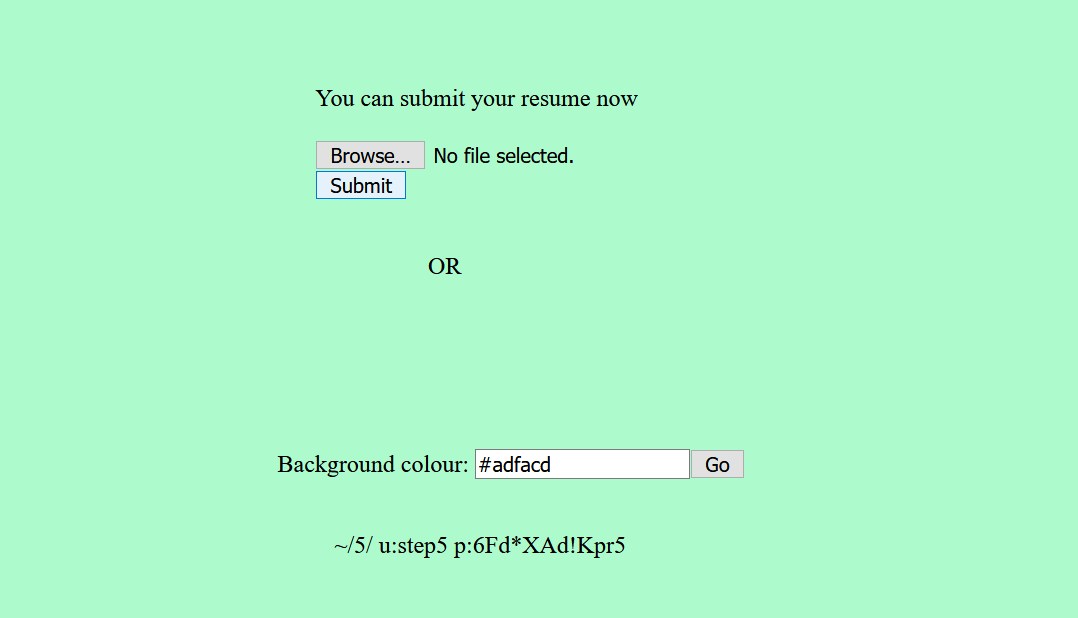 You can submit your resume now
Browse... No file selected.
Submit
OR
Background colour: #adfacd Go
~/5/ u:step5 p:6Fd*XAd!Kpr5